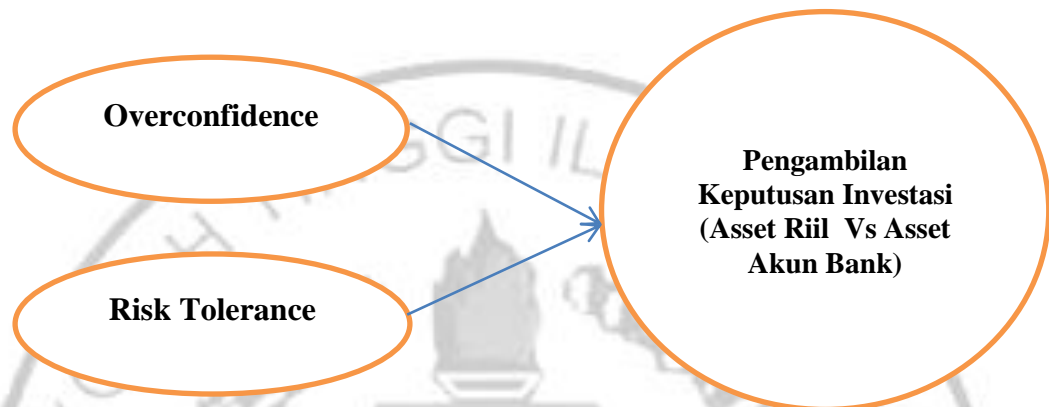 Overconfidence
Pengambilan
Keputusan Investasi
(Asset Riil Vs Asset
Akun Bank)
Risk Tolerance